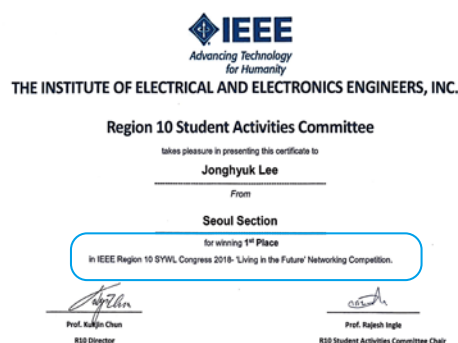 IEEE
Advancing Technology
for Humanity
THE INSTITUTE OF ELECTRICAL AND ELECTRONICS ENGINEERS, INC.
Region 10 Student Activities Committee
takes pleasure in presenting this certificate to
Jonghyuk Lee
From
Seoul Section
for winning 1st Place
in IEEE Region 10 SYWL Congress 2018- 'Living in the Future' Networking Competition.
Prof. Kukjin Chun
Prof. Rajesh Ingle
R10 Director
R10 Student Activities Committee Chair